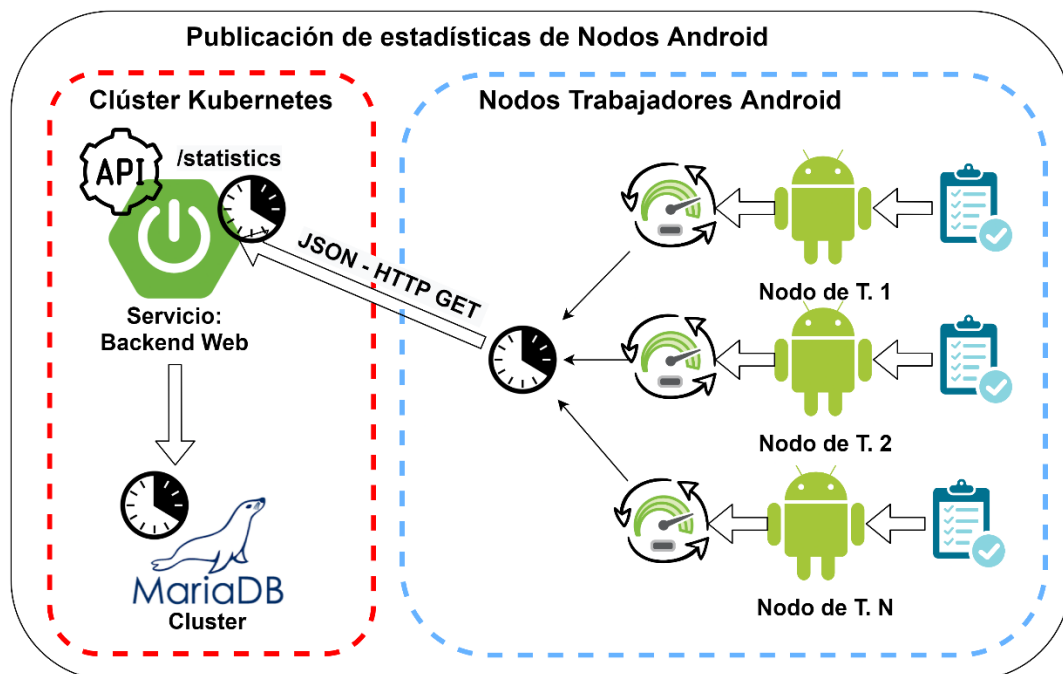 Publicación de estadísticas de Nodos Android
Clúster Kubernetes
API
/statistics
Servicio:
Backend Web
MariaDB
Cluster
JSON - HTTP GET
Nodos Trabajadores Android
Nodo de T. 1
Nodo de T. 2
Nodo de T. N